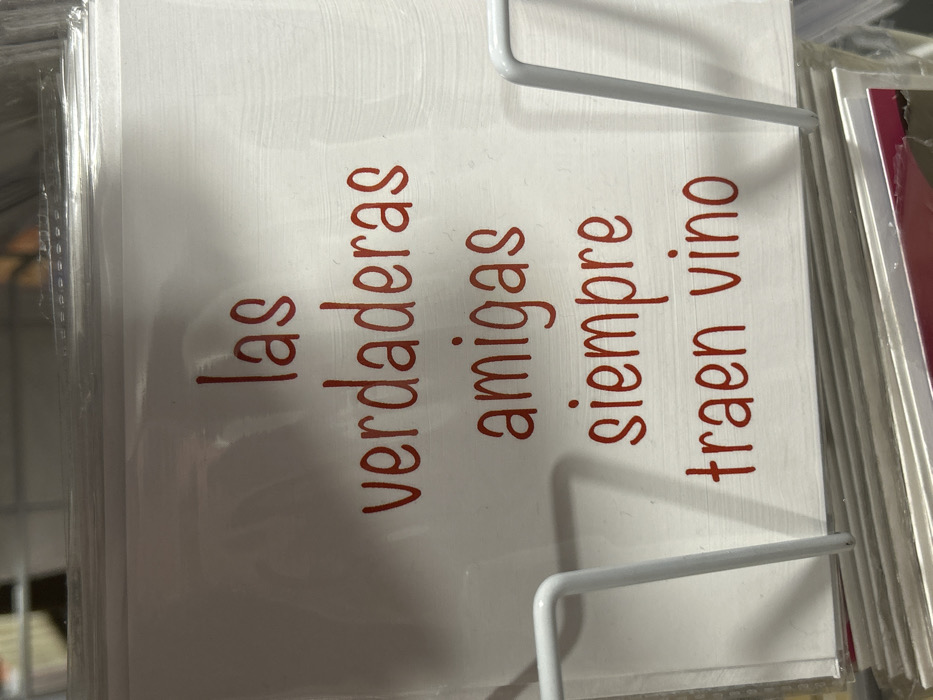 las
verdaderas
amigas
siempre
traen vino